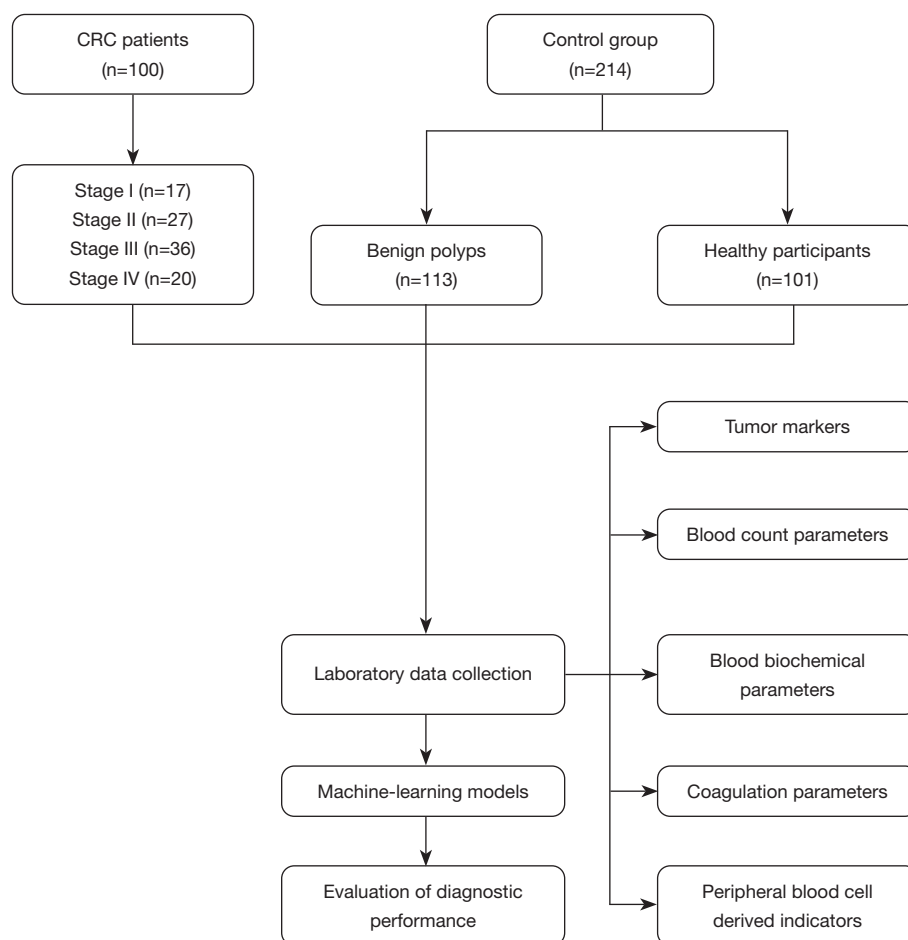 CRC patients
(n=100)
Control group
(n=214)
Stage I (n=17)
Stage II (n=27)
Stage III (n=36)
Stage IV (n=20)
Benign polyps
(n=113)
Healthy participants
(n=101)
Tumor markers
Blood count parameters
Laboratory data collection
Blood biochemical
parameters
Machine-learning models
Coagulation parameters
Evaluation of diagnostic
performance
Peripheral blood cell
derived indicators